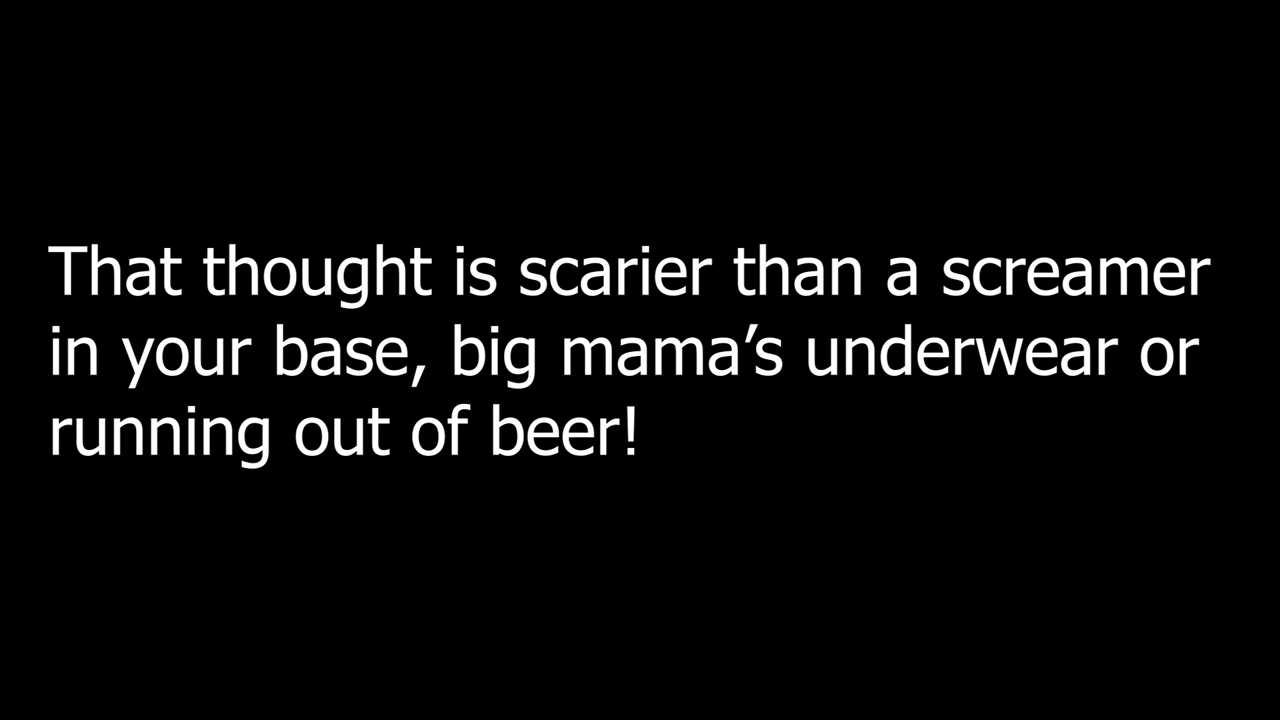 That thought is scarier than a screamer
in your base, big mama’s underwear or
running out of beer!